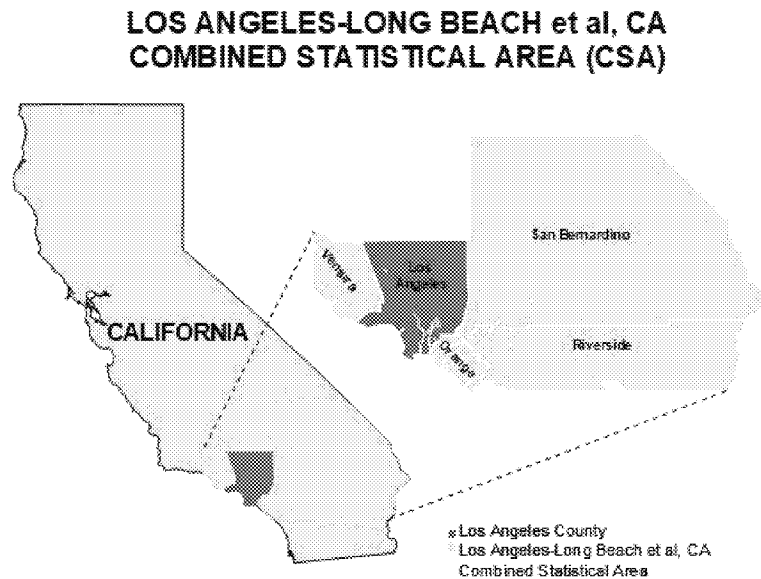 LOS ANGELES-LONG BEACH et al, CA
COMBINED STATISTICAL AREA (CSA)
San Bernardino
Ventura
Los
Angeles
CALIFORNIA
Orange
Riverside
Los Angeles County
Los Angeles-Long Beach et al, CA
Combined Statistical Area